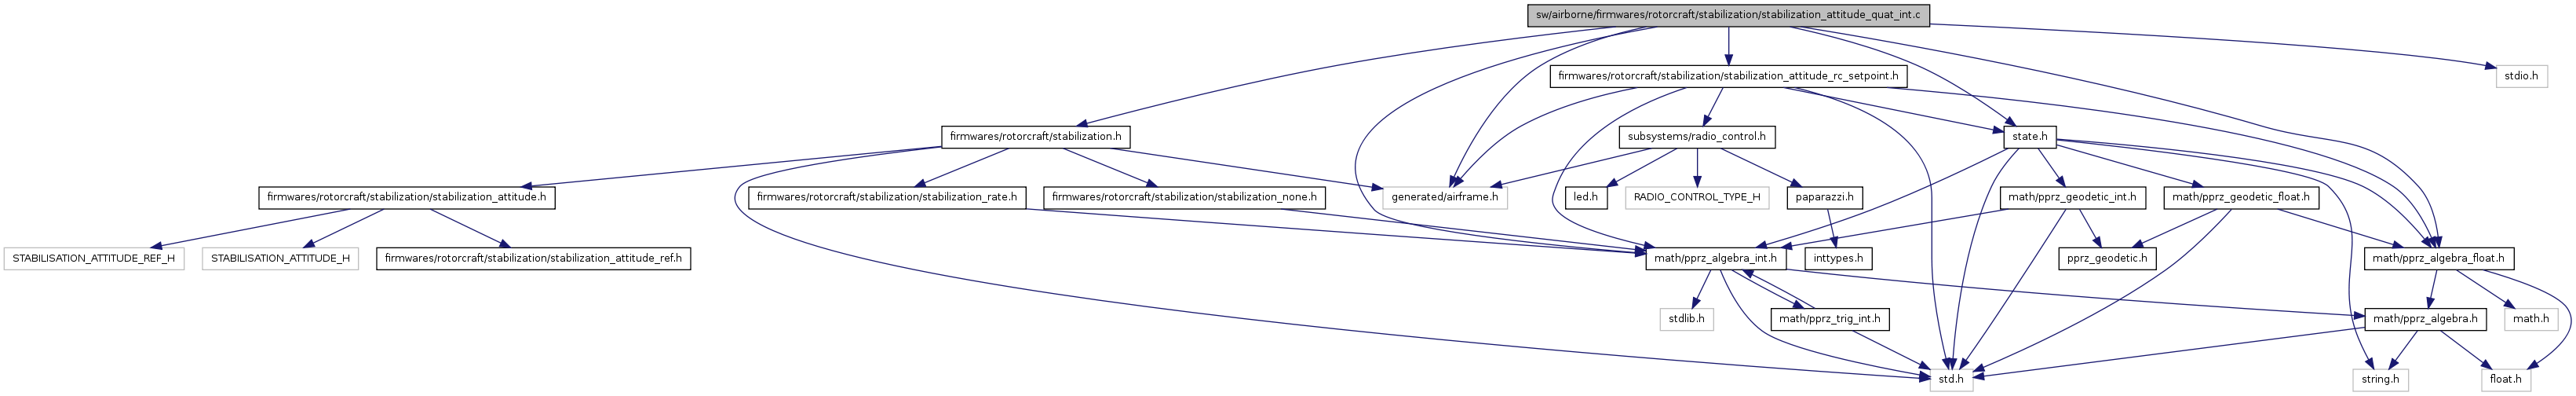 sw/airborne/firmwares/rotorcraft/stabilization/stabilization_attitude_quat_int.c
firmwares/rotorcraft/stabilization/stabilization_attitude_rc_setpoint.h
stdio.h
firmwares/rotorcraft/stabilization.h
subsystems/radio_control.h
state.h
firmwares/rotorcraft/stabilization/stabilization_attitude.h
firmwares/rotorcraft/stabilization/stabilization_rate.h
firmwares/rotorcraft/stabilization/stabilization_none.h
generated/airframe.h
led.h
RADIO_CONTROL_TYPE_H
paparazzi.h
math/pprz_geodetic_int.h
math/pprz_geodetic_float.h
STABILISATION_ATTITUDE_REF_H
STABILISATION_ATTITUDE_H
firmwares/rotorcraft/stabilization/stabilization_attitude_ref.h
math/pprz_algebra_int.h
inttypes.h
pprz_geodetic.h
math/pprz_algebra_float.h
stdlib.h
math/pprz_trig_int.h
math/pprz_algebra.h
math.h
std.h
string.h
float.h